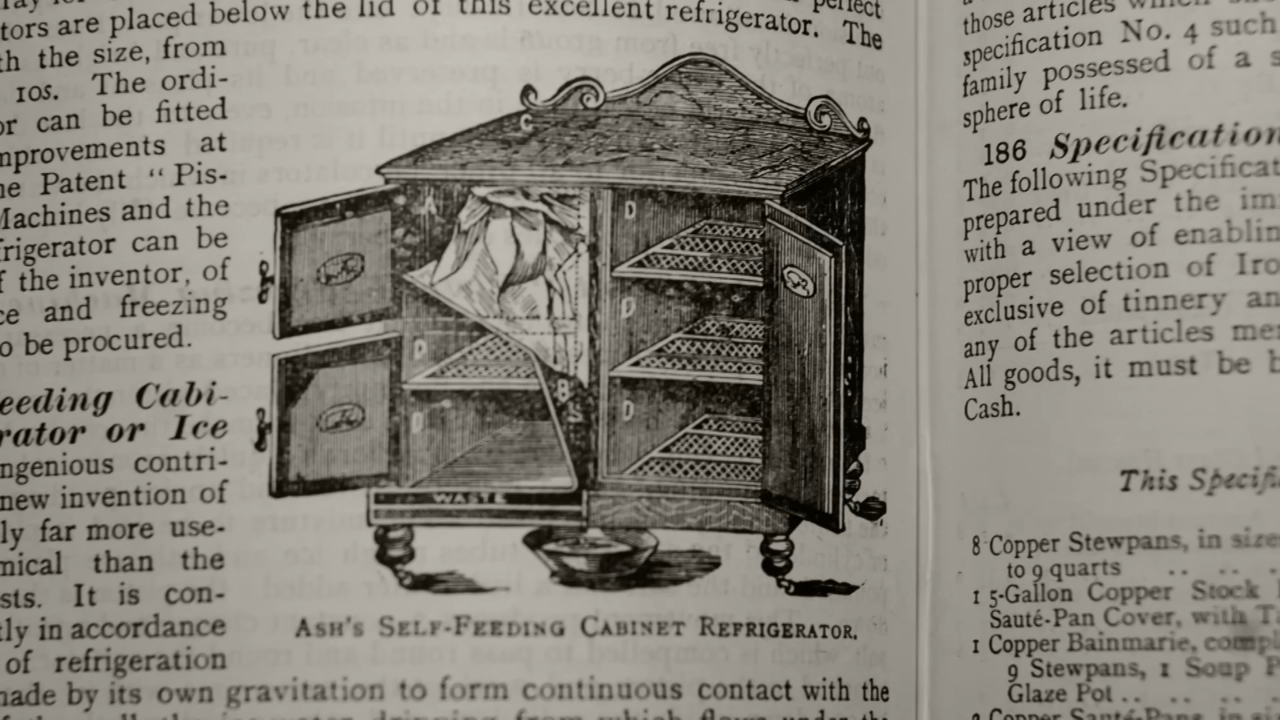 tors are placed below the lid of this excellent refrigerator. The
the size, from
10s. The ordi-
or can be fitted
mprovements at
Patent “Pis-
Machines and the
frigerator can be
the inventor, of
ce and freezing
to be procured.
eeding Cabi-
rator or Ice
ngenious contri-
new invention of
ly far more use-
mical than the
sts. It is con-
tly in accordance
of refrigeration
made by its own gravitation to form continuous contact with the
A
D
D
D
D
D
D
B
S
WASTE
ASH'S SELF-FEEDING CABINET REFRIGERATOR.
those articles which
specification No. 4 such
family possessed of a s
sphere of life.
186 Specification
The following Specificat
prepared under the im
with a view of enablin
proper selection of Iro
exclusive of tinnery an
any of the articles me
All goods, it must be b
Cash.
This Specifi
8 Copper Stewpans, in size
to 9 quarts .. ..
1 5-Gallon Copper Stock
Sauté-Pan Cover, with T
1 Copper Bainmarie, comp
9 Stewpans, 1 Soup P
Glaze Pot .. .. ..